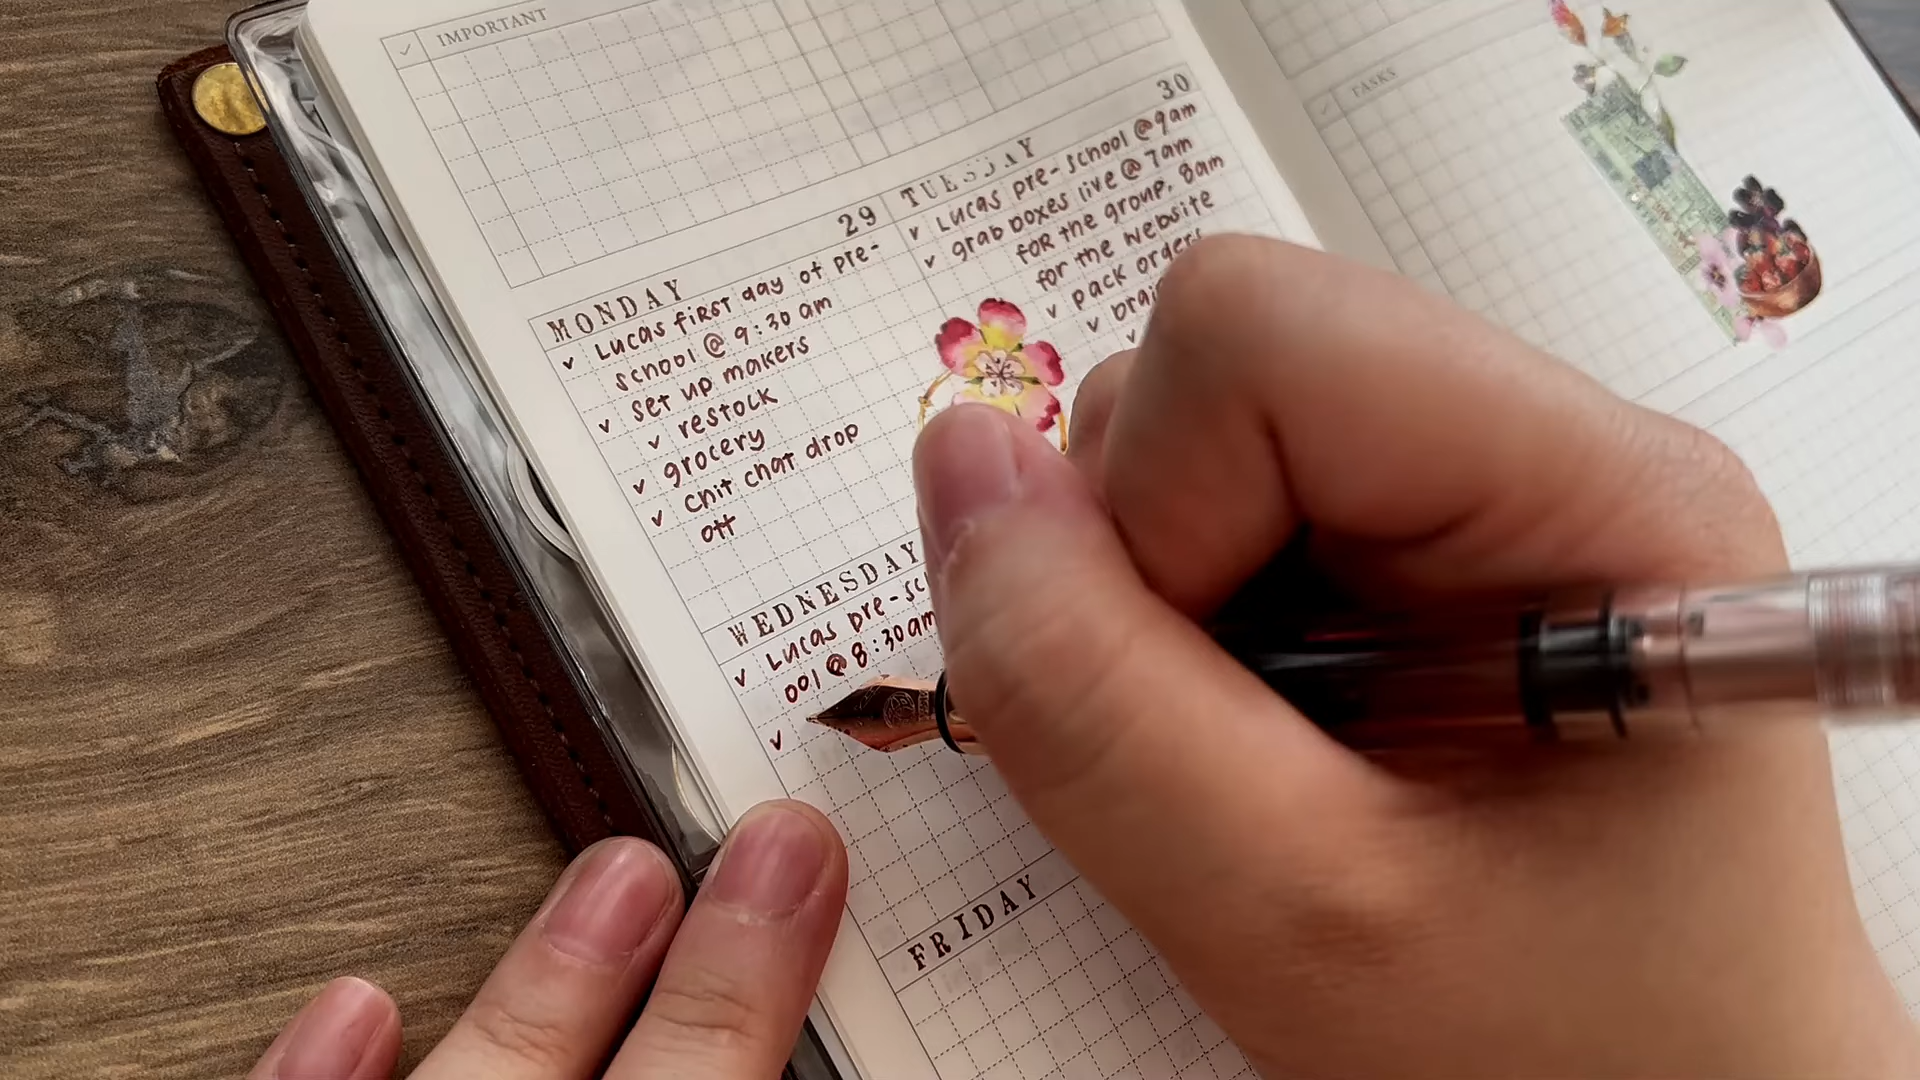 IMPORTANT
TASKS
MONDAY 29
✓ Lucas first day of pre-
school @ 9:30 am
✓ set up makers
✓ restock
✓ grocery
✓ chit chat drop
off
TUESDAY 30
✓ Lucas pre-school @ 9am
✓ grab boxes live @ 7am
for the group, 8am
for the website
✓ pack orders
✓
✓
WEDNESDAY
✓ Lucas pre-sc
ool @ 8:30am
✓
FRIDAY